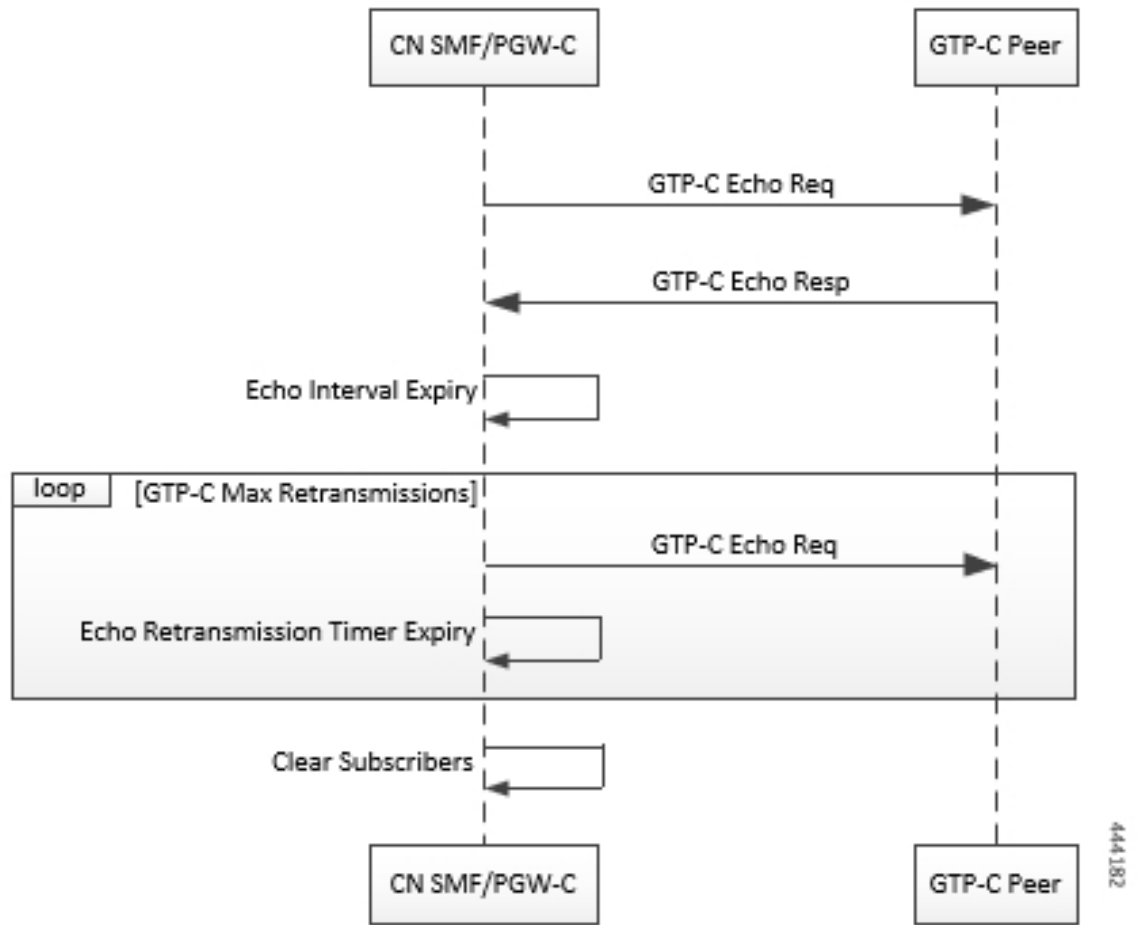 CN SMF/PGW-C
GTP-C Peer
GTP-C Echo Req
GTP-C Echo Resp
Echo Interval Expiry
loop
[GTP-C Max Retransmissions]
GTP-C Echo Req
Echo Retransmission Timer Expiry
Clear Subscribers
CN SMF/PGW-C
GTP-C Peer
444182